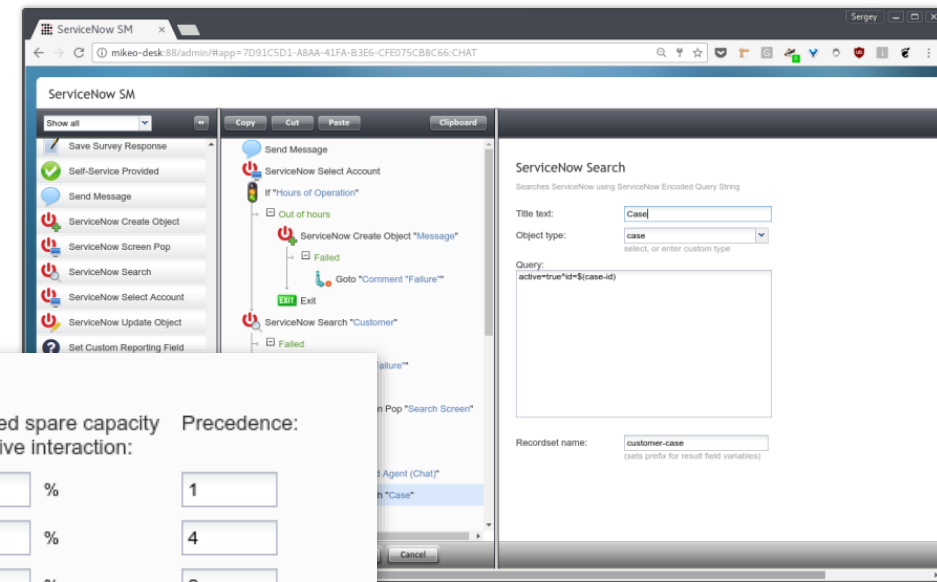 ServiceNow SM
Sergey
mikeo-desk:88/admin/#app=7D91C5D1-A8AA-41FA-B3E6-CFE075CB8C66:CHAT
ServiceNow SM
Show all
Copy
Cut
Paste
Clipboard
Save Survey Response
Self-Service Provided
Send Message
ServiceNow Create Object
ServiceNow Screen Pop
ServiceNow Search
ServiceNow Select Account
ServiceNow Update Object
Set Custom Reporting Field
Send Message
ServiceNow Select Account
If "Hours of Operation"
Out of hours
ServiceNow Create Object "Message"
Failed
Goto "Comment "Failure""
EXIT Exit
ServiceNow Search "Customer"
Failed
Failure""
n Pop "Search Screen"
Agent (Chat)"
h "Case"
Cancel
ServiceNow Search
Searches ServiceNow using ServiceNow Encoded Query String
Title text:
Case
Object type:
case
select, or enter custom type
Query:
active=true^id=$(case-id)
Recordset name:
customer-case
(sets prefix for result field variables)
ed spare capacity
ive interaction:
Precedence:
%
1
%
4